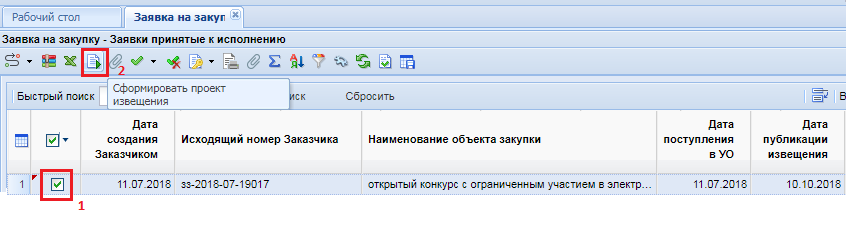 Рабочий стол
Заявка на закуп
Заявка на закупку - Заявки принятые к исполнению
2
Сформировать проект
извещения
Быстрый поиск
иск
Сбросить
В
Дата
создания
Заказчиком
Исходящий номер Заказчика
Наименование объекта закупки
Дата
поступления
в УО
Дата
публикации
извещения
1
11.07.2018
зз-2018-07-19017
открытый конкурс с ограниченным участием в электр...
11.07.2018
10.10.2018
1